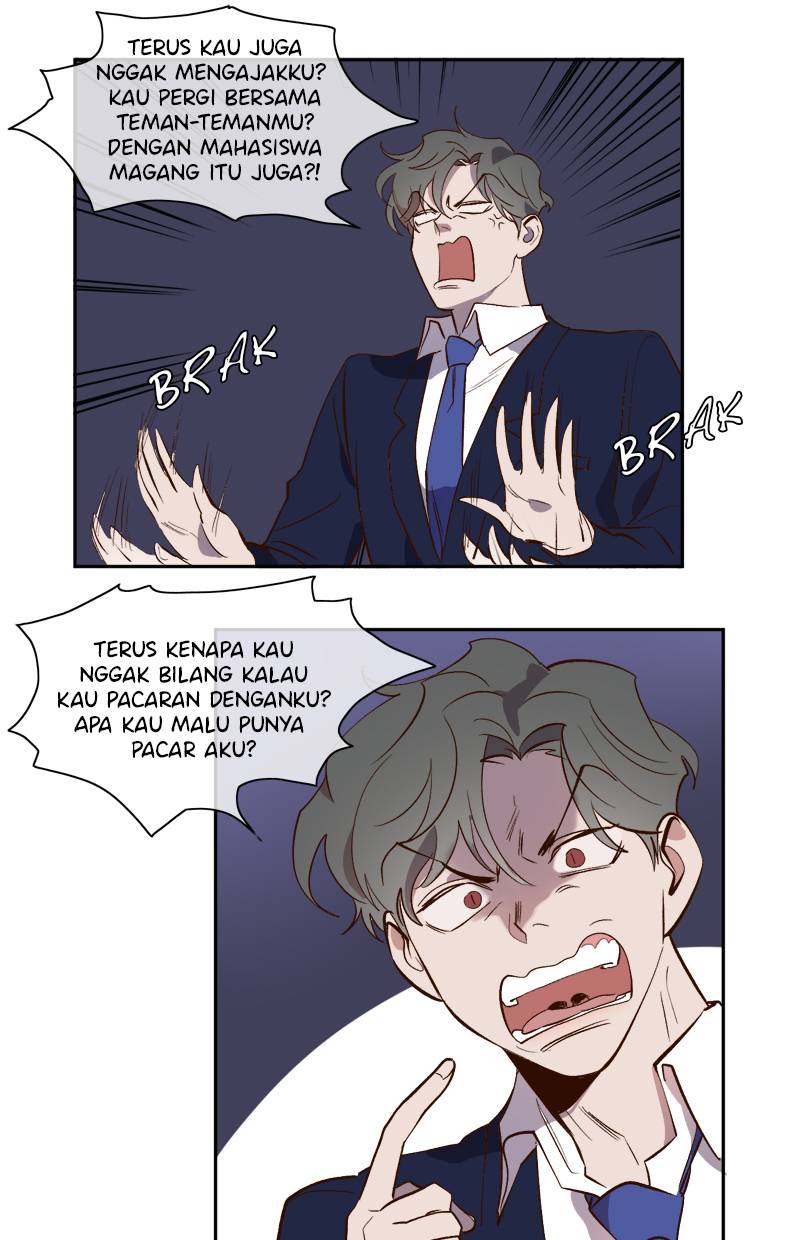 TERUS KAU JUGA
NGGAK MENGAJAKKU?
KAU PERGI BERSAMA
TEMAN-TEMANMU?
DENGAN MAHASISWA
MAGANG ITU JUGA?!
BRAK
BRAK
TERUS KENAPA KAU
NGGAK BILANG KALAU
KAU PACARAN DENGANKU?
APA KAU MALU PUNYA
PACAR AKU?